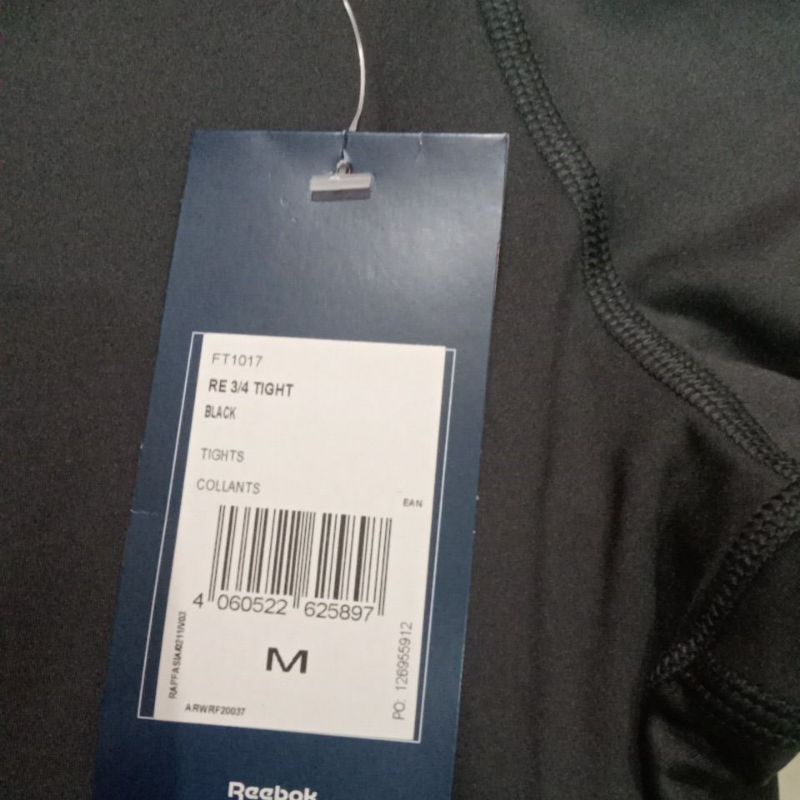 FT1017
RE 3/4 TIGHT
BLACK
TIGHTS
COLLANTS
EAN
4 060522 625897
M
PO: 126955912
ARWRF20037
Reebok